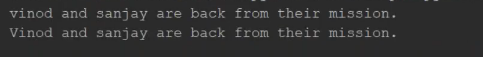 vinod and sanjay are back from their mission.
Vinod and sanjay are back from their mission.